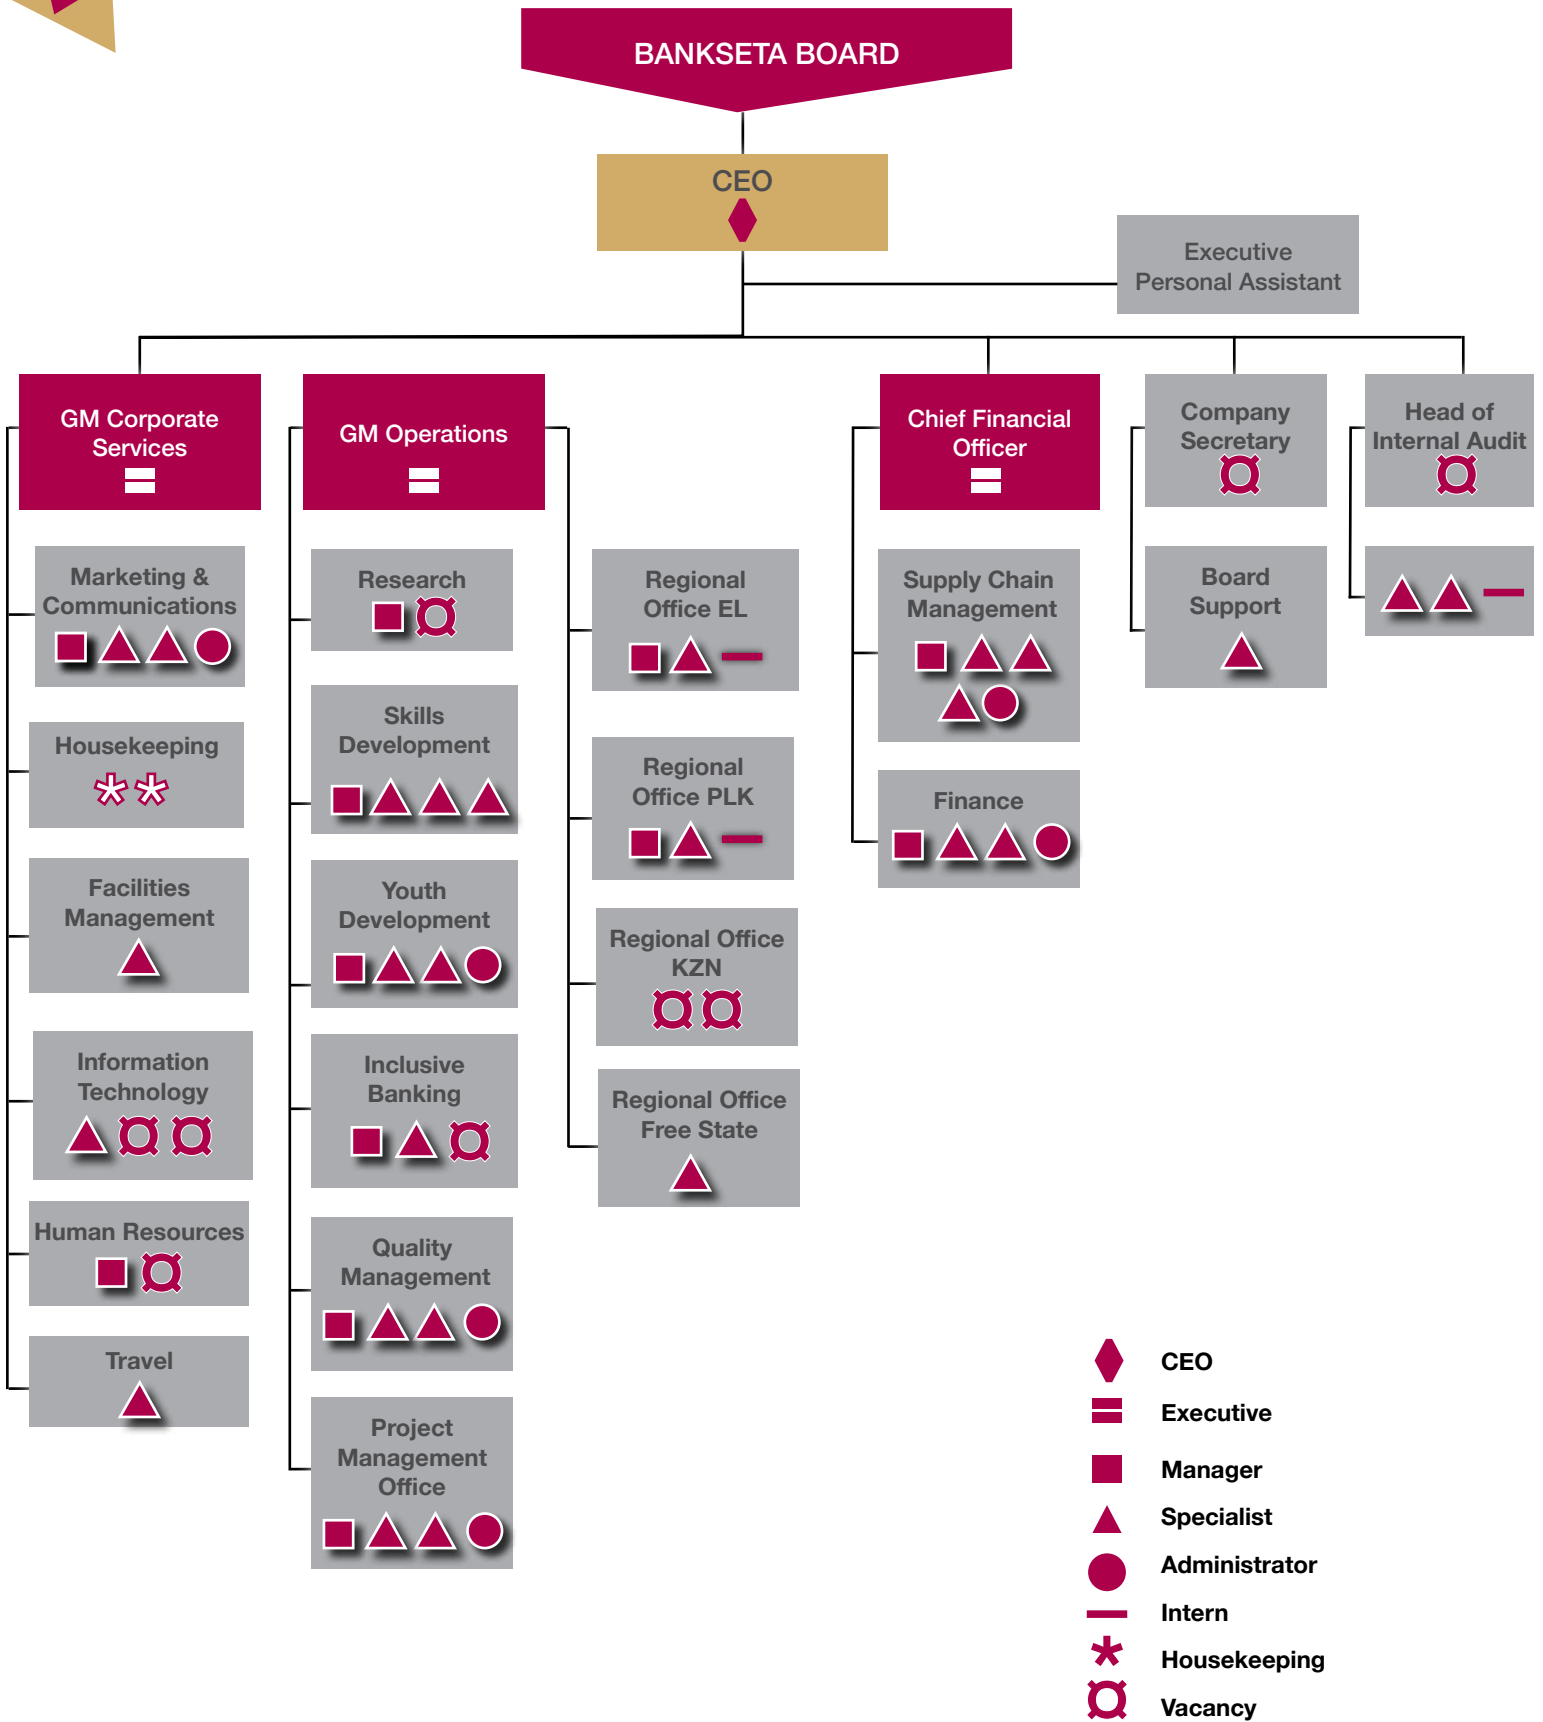 BANKSETA BOARD
CEO
Executive
Personal Assistant
GM Corporate
Services
GM Operations
Chief Financial
Officer
Company
Secretary
Head of
Internal Audit
Marketing &
Communications
Housekeeping
Facilities
Management
Information
Technology
Human Resources
Travel
Research
Skills
Development
Youth
Development
Inclusive
Banking
Quality
Management
Project
Management
Office
Regional
Office EL
Regional
Office PLK
Regional Office
KZN
Regional Office
Free State
Supply Chain
Management
Finance
Board
Support
CEO
Executive
Manager
Specialist
Administrator
Intern
Housekeeping
Vacancy